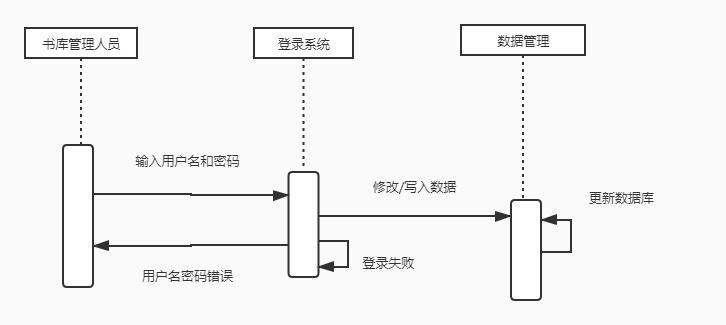 书库管理人员
登录系统
数据管理
输入用户名和密码
修改/写入数据
更新数据库
用户名密码错误
登录失败